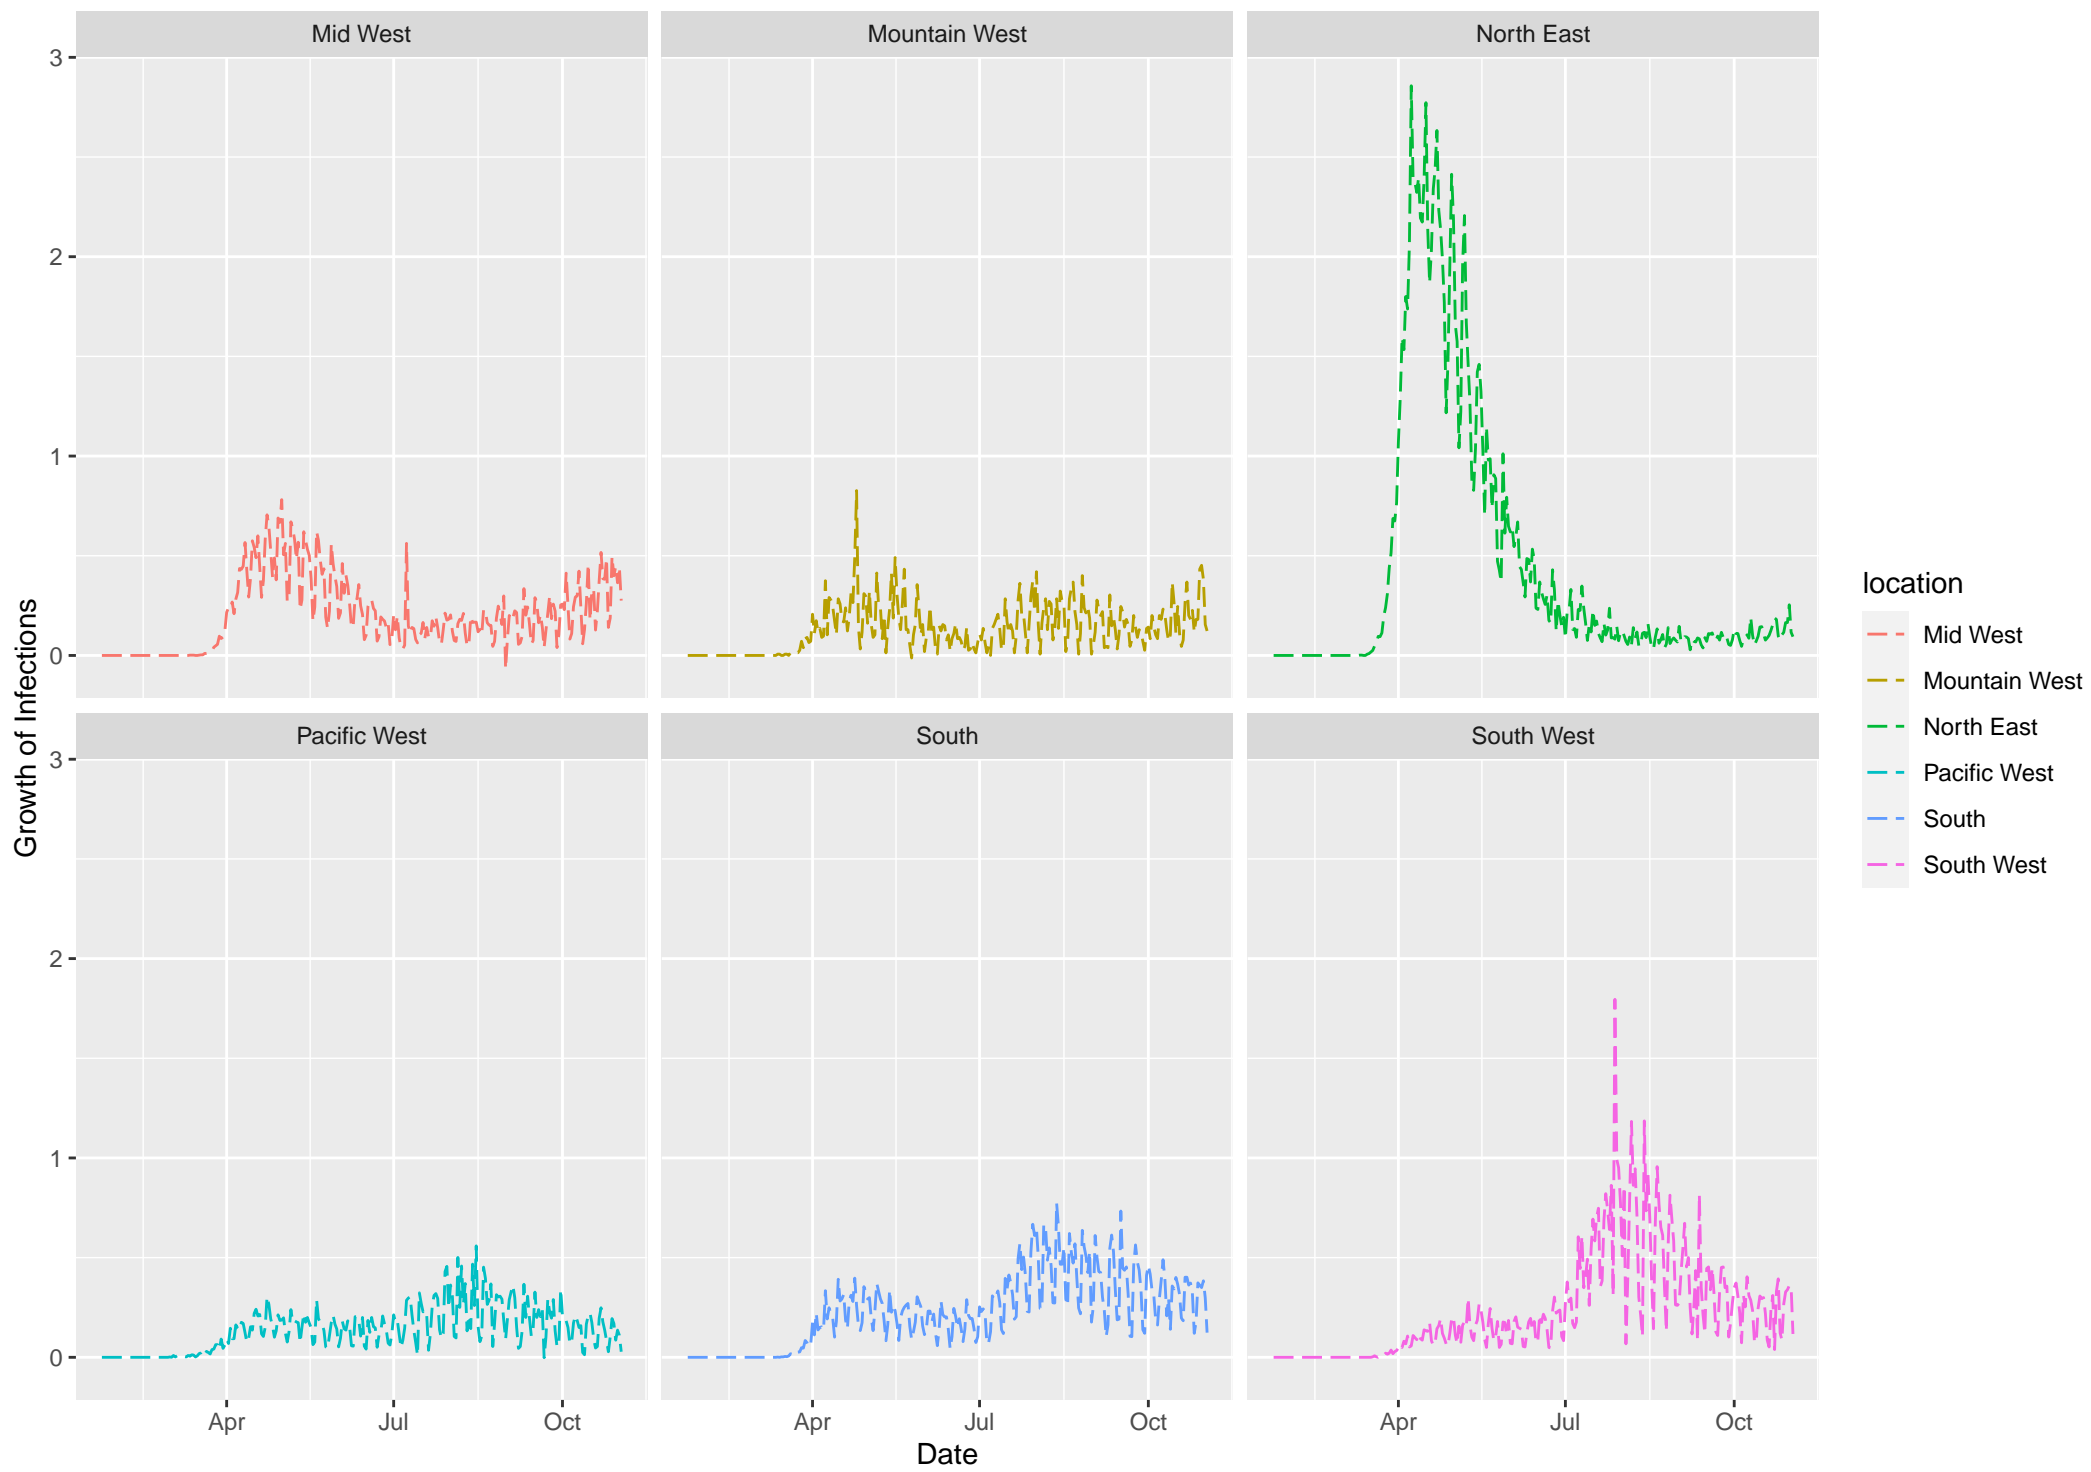 Mid West
Mountain West
North East
3
2
1
0
Pacific West
South
South West
3
2
1
0
Apr
Jul
Oct
Apr
Jul
Oct
Apr
Jul
Oct
Date
Growth of Infections
location
Mid West
Mountain West
North East
Pacific West
South
South West